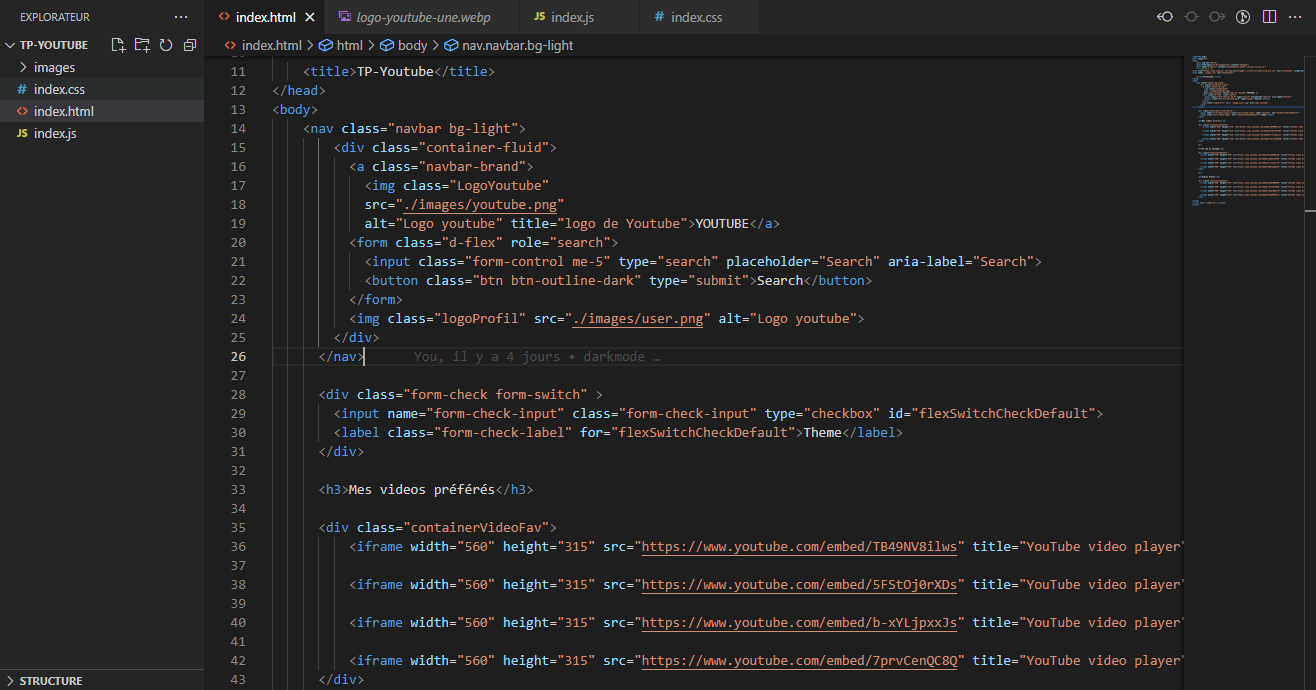 EXPLORATEUR
TP-YOUTUBE
images
# index.css
<> index.html
JS index.js
STRUCTURE
<> index.html
logo-youtube-une.webp
JS index.js
# index.css
<> index.html > html > body > nav.navbar.bg-light
11 <title>TP-Youtube</title>
12 </head>
13 <body>
14 <nav class="navbar bg-light">
15 <div class="container-fluid">
16 <a class="navbar-brand">
17 <img class="LogoYoutube"
18 src="./images/youtube.png"
19 alt="Logo youtube" title="logo de Youtube">YOUTUBE</a>
20 <form class="d-flex" role="search">
21 <input class="form-control me-5" type="search" placeholder="Search" aria-label="Search">
22 <button class="btn btn-outline-dark" type="submit">Search</button>
23 </form>
24 <img class="logoProfil" src="./images/user.png" alt="Logo youtube">
25 </div>
26 </nav> You, il y a 4 jours • darkmode …
27
28 <div class="form-check form-switch" >
29 <input name="form-check-input" class="form-check-input" type="checkbox" id="flexSwitchCheckDefault">
30 <label class="form-check-label" for="flexSwitchCheckDefault">Theme</label>
31 </div>
32
33 <h3>Mes videos préférés</h3>
34
35 <div class="containerVideoFav">
36 <iframe width="560" height="315" src="https://www.youtube.com/embed/TB49NV8ilws" title="YouTube video player"
37
38 <iframe width="560" height="315" src="https://www.youtube.com/embed/5FStOj0rXDs" title="YouTube video player"
39
40 <iframe width="560" height="315" src="https://www.youtube.com/embed/b-xYLjpxxJs" title="YouTube video player"
41
42 <iframe width="560" height="315" src="https://www.youtube.com/embed/7prvCenQC8Q" title="YouTube video player"
43 </div>